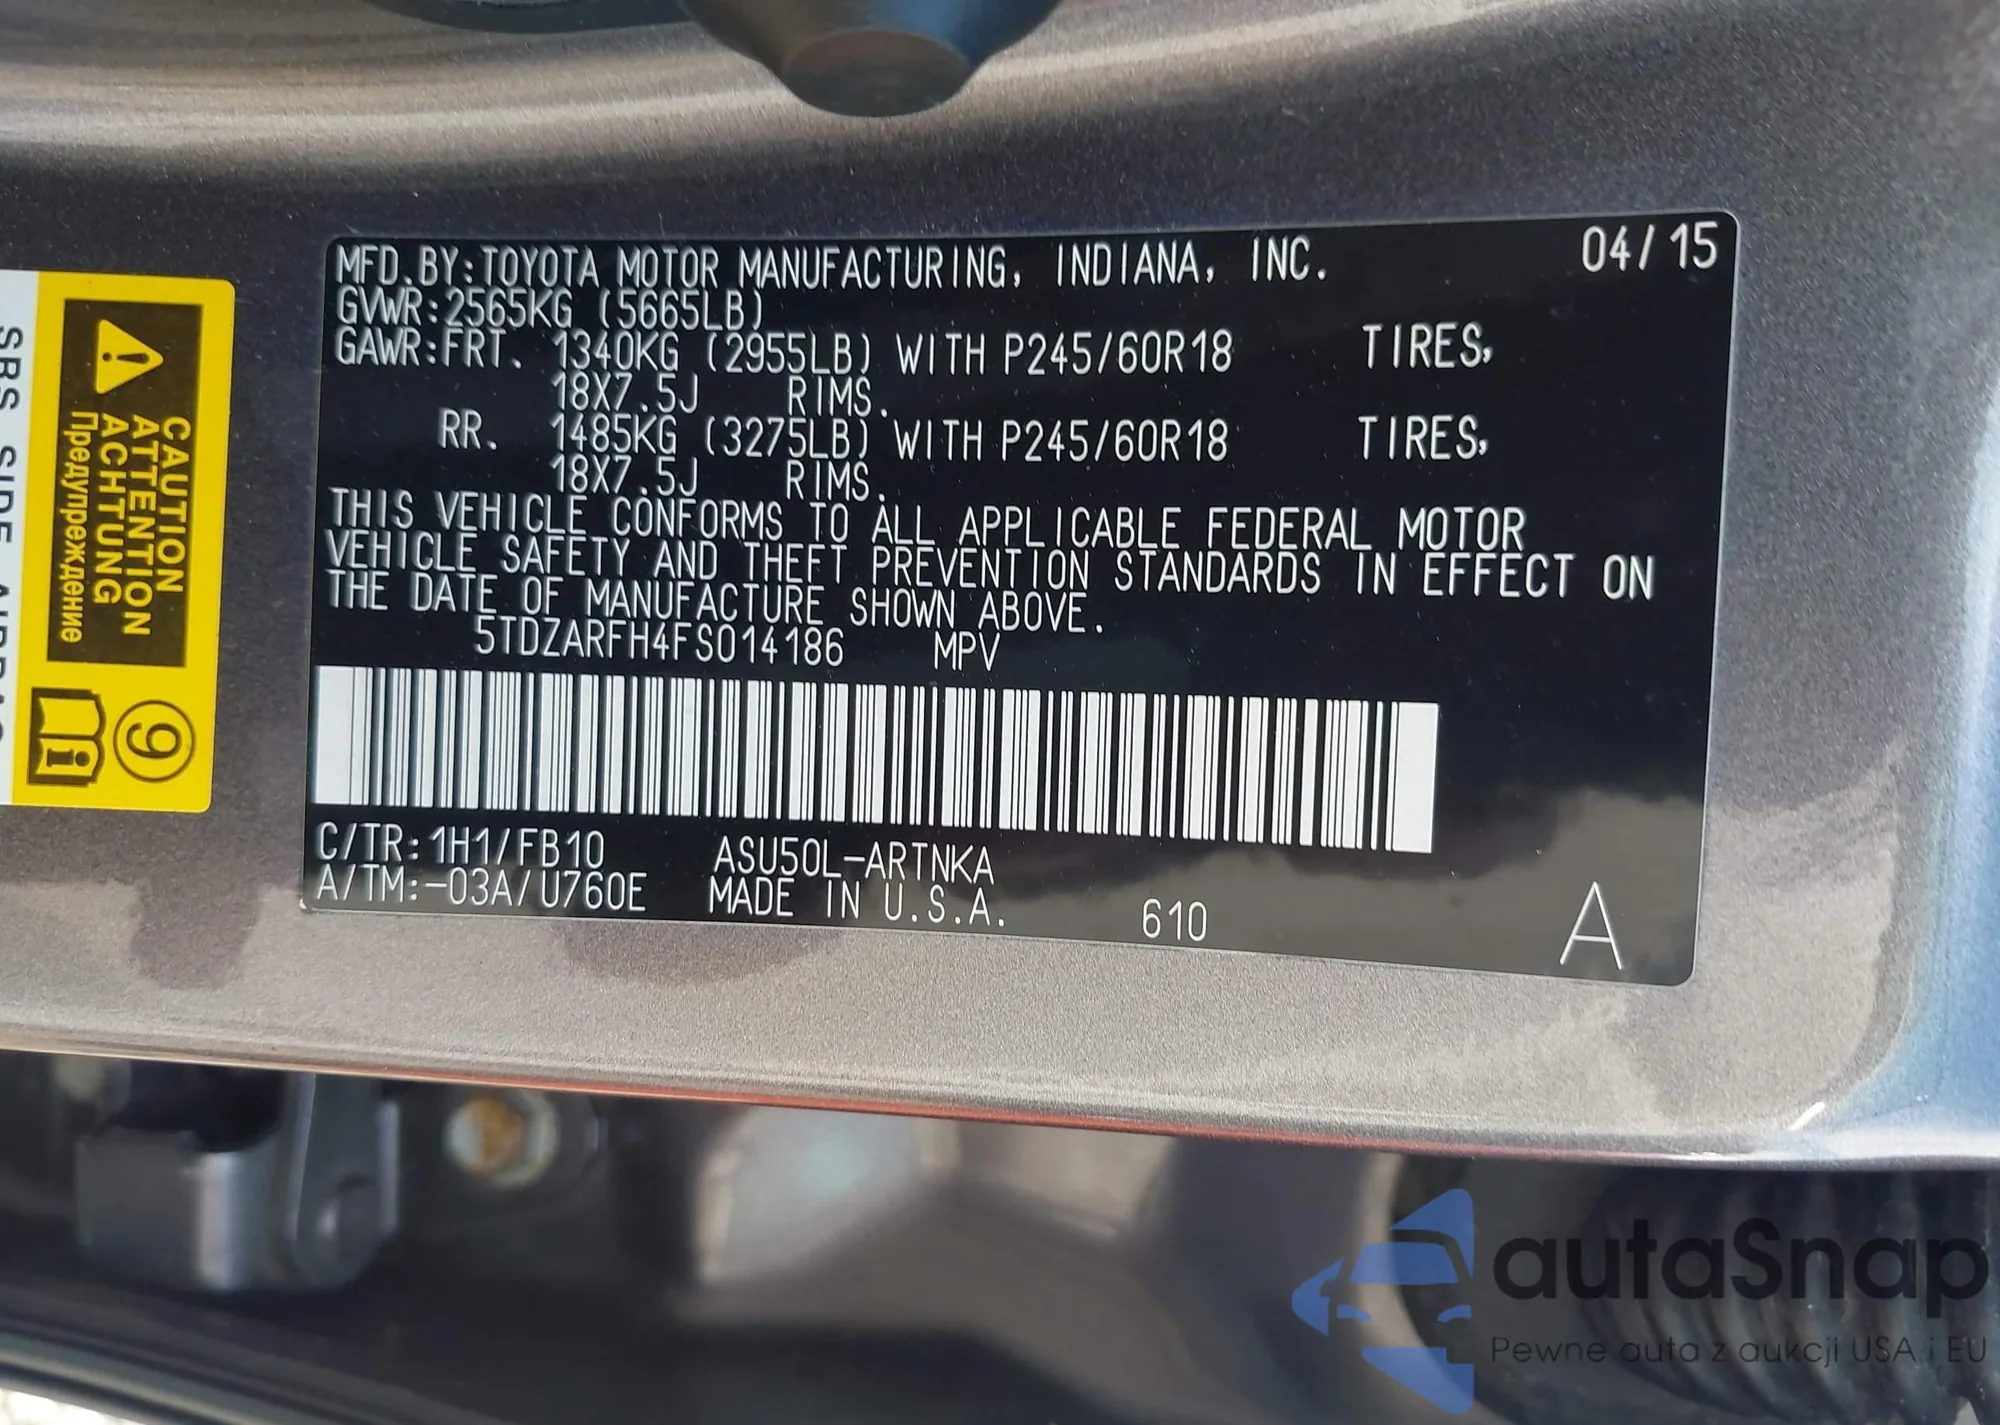 MFD.BY:TOYOTA MOTOR MANUFACTURING, INDIANA, INC. 04/15
GVWR:2565KG (5665LB)
GAWR:FRT. 1340KG (2955LB) WITH P245/60R18 TIRES,
18X7.5J RIMS.
RR. 1485KG (3275LB) WITH P245/60R18 TIRES,
18X7.5J RIMS.
THIS VEHICLE CONFORMS TO ALL APPLICABLE FEDERAL MOTOR
VEHICLE SAFETY AND THEFT PREVENTION STANDARDS IN EFFECT ON
THE DATE OF MANUFACTURE SHOWN ABOVE.
5TDZARFH4FS014186 MPV
C/TR:1H1/FB10 ASU50L-ARTNKA
A/TM:-03A/U760E MADE IN U.S.A. 610 A
CAUTION
ATTENTION
ACHTUNG
Предупреждение
9
i
SRS SIDE
autaSnap
Pewne auta z aukcji USA i EU